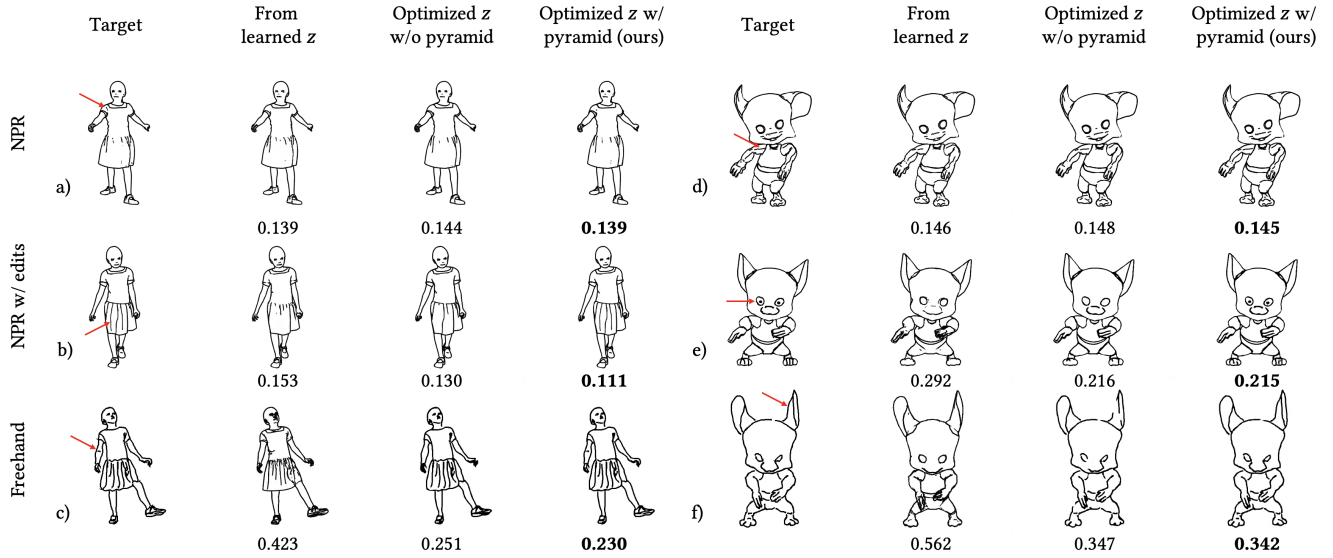 Target
From
learned z
Optimized z
w/o pyramid
Optimized z w/
pyramid (ours)
Target
From
learned z
Optimized z
w/o pyramid
Optimized z w/
pyramid (ours)
NPR
a)
0.139
0.144
0.139
d)
0.146
0.148
0.145
NPR w/ edits
b)
0.153
0.130
0.111
e)
0.292
0.216
0.215
Freehand
c)
0.423
0.251
0.230
f)
0.562
0.347
0.342